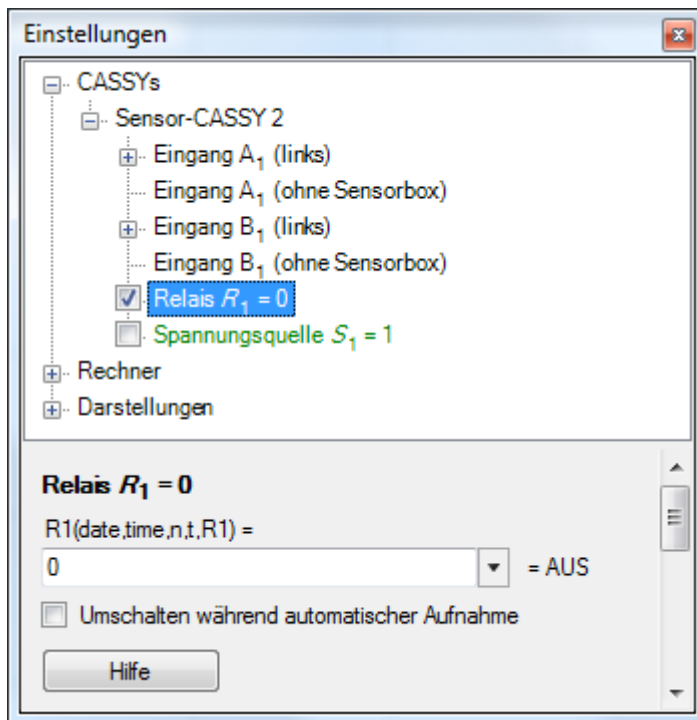 Einstellungen
CASSYs
Sensor-CASSY 2
Eingang A₁ (links)
Eingang A₁ (ohne Sensorbox)
Eingang B₁ (links)
Eingang B₁ (ohne Sensorbox)
Relais R₁ = 0
Spannungsquelle S₁ = 1
Rechner
Darstellungen
Relais R₁ = 0
R1(date,time,n,t,R1) =
0 = AUS
Umschalten während automatischer Aufnahme
Hilfe